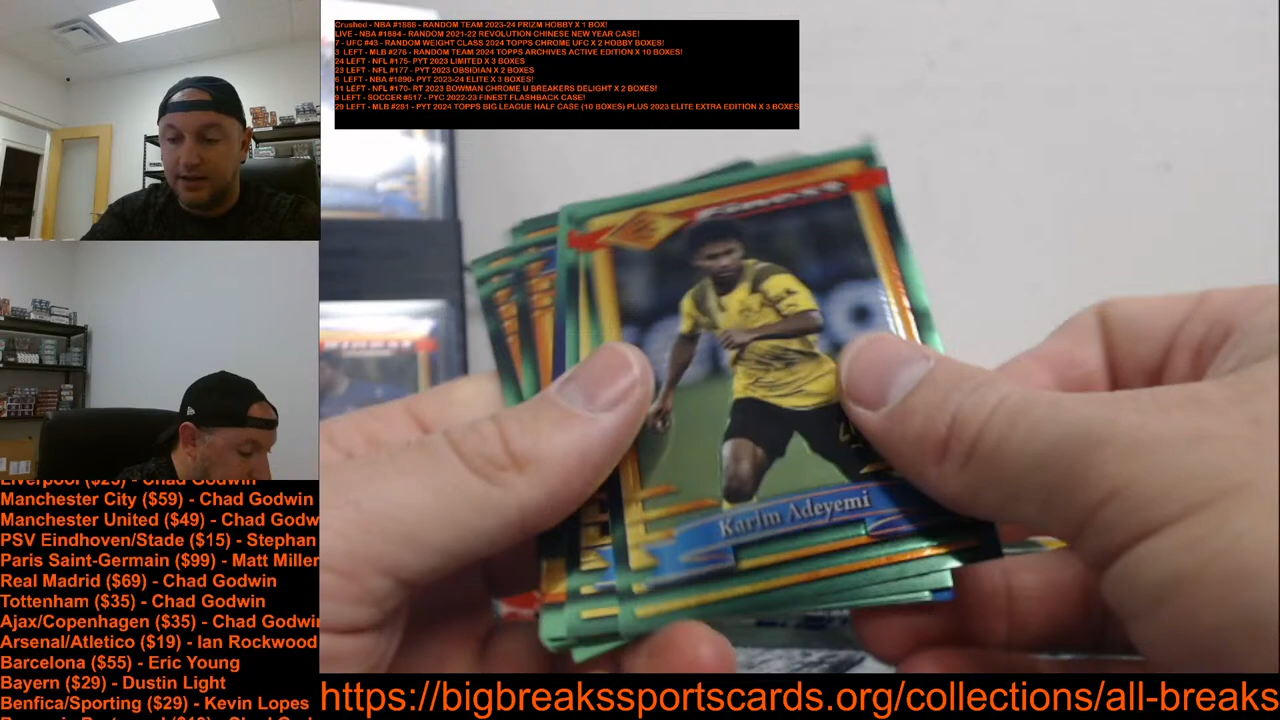 Crushed - NBA #1886 - RANDOM TEAM 2023-24 PRIZM HOBBY X 1 BOX!
LIVE - NBA #1884 - RANDOM 2021-22 REVOLUTION CHINESE NEW YEAR CASE!
7 - UFC #43 - RANDOM WEIGHT CLASS 2024 TOPPS CHROME UFC X 2 HOBBY BOXES!
3 LEFT - MLB #276 - RANDOM TEAM 2024 TOPPS ARCHIVES ACTIVE EDITION X 10 BOXES!
24 LEFT - NFL #175- PYT 2023 LIMITED X 3 BOXES
23 LEFT - NFL #177 - PYT 2023 OBSIDIAN X 2 BOXES
6 LEFT - NBA #1890- PYT 2023-24 ELITE X 3 BOXES!
11 LEFT - NFL #170- RT 2023 BOWMAN CHROME U BREAKERS DELIGHT X 2 BOXES!
9 LEFT - SOCCER #517 - PYC 2022-23 FINEST FLASHBACK CASE!
29 LEFT - MLB #281 - PYT 2024 TOPPS BIG LEAGUE HALF CASE (10 BOXES) PLUS 2023 ELITE EXTRA EDITION X 3 BOXES
FINEST
Karim Adeyemi
Liverpool ($25) - Chad Godwin
Manchester City ($59) - Chad Godwin
Manchester United ($49) - Chad Godw
PSV Eindhoven/Stade ($15) - Stephan
Paris Saint-Germain ($99) - Matt Miller
Real Madrid ($69) - Chad Godwin
Tottenham ($35) - Chad Godwin
Ajax/Copenhagen ($35) - Chad Godwin
Arsenal/Atletico ($19) - Ian Rockwood
Barcelona ($55) - Eric Young
Bayern ($29) - Dustin Light
Benfica/Sporting ($29) - Kevin Lopes
https://bigbreakssportscards.org/collections/all-breaks